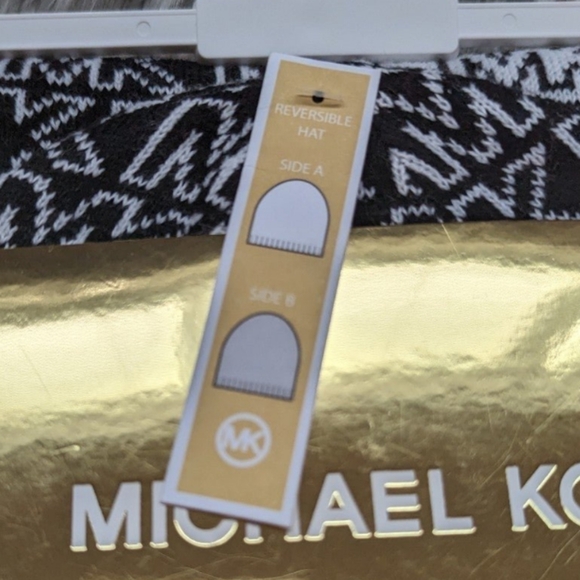 REVERSIBLE
HAT
SIDE A
SIDE B
MK
MICHAEL KO